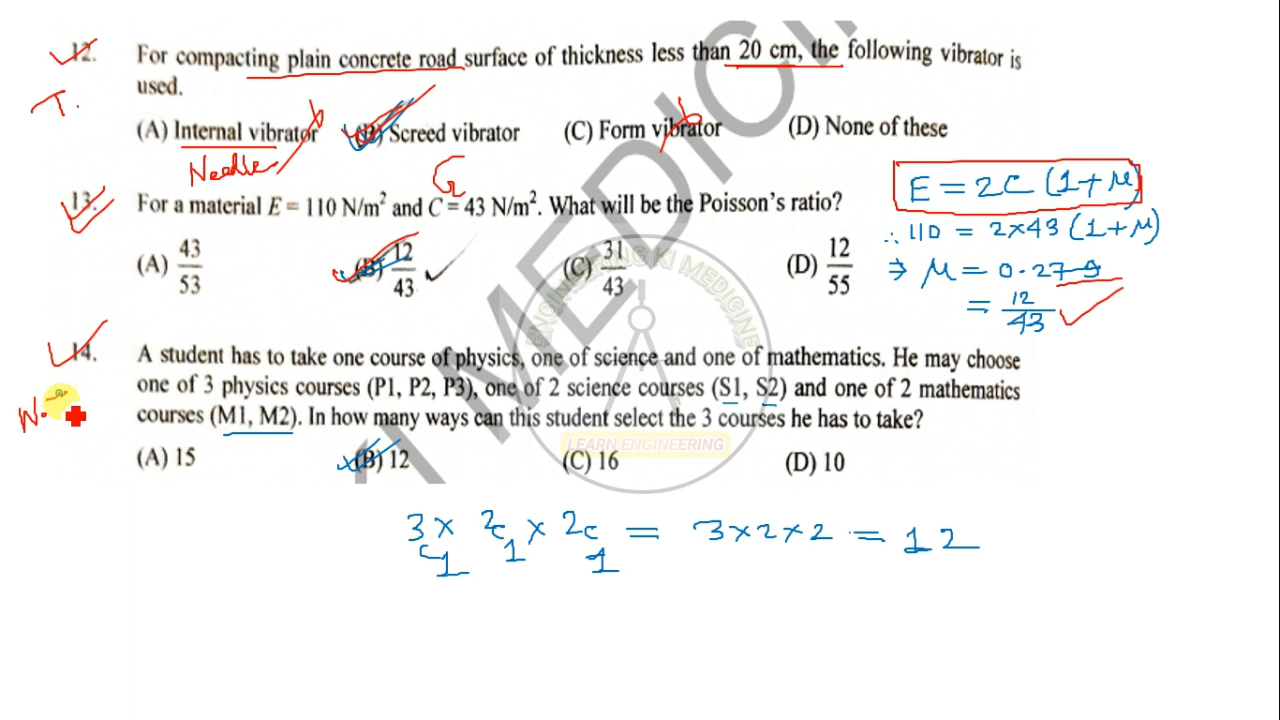 12. For compacting plain concrete road surface of thickness less than 20 cm, the following vibrator is
used.
T.
(A) Internal vibrator (B) Screed vibrator (C) Form vibrator (D) None of these
Needle
G
13. For a material E = 110 N/m² and C = 43 N/m². What will be the Poisson's ratio?
(A) 43/53 (B) 12/43 (C) 31/43 (D) 12/55
E = 2C (1+μ)
∴ 110 = 2×43 (1+μ)
⇒ μ = 0.279
= 12/43
14. A student has to take one course of physics, one of science and one of mathematics. He may choose
one of 3 physics courses (P1, P2, P3), one of 2 science courses (S1, S2) and one of 2 mathematics
courses (M1, M2). In how many ways can this student select the 3 courses he has to take?
N.
(A) 15 (B) 12 (C) 16 (D) 10
3c1 × 2c1 × 2c1 = 3×2×2 = 12
ENGINEERING KI MEDICINE
LEARN ENGINEERING
KI MEDICIN